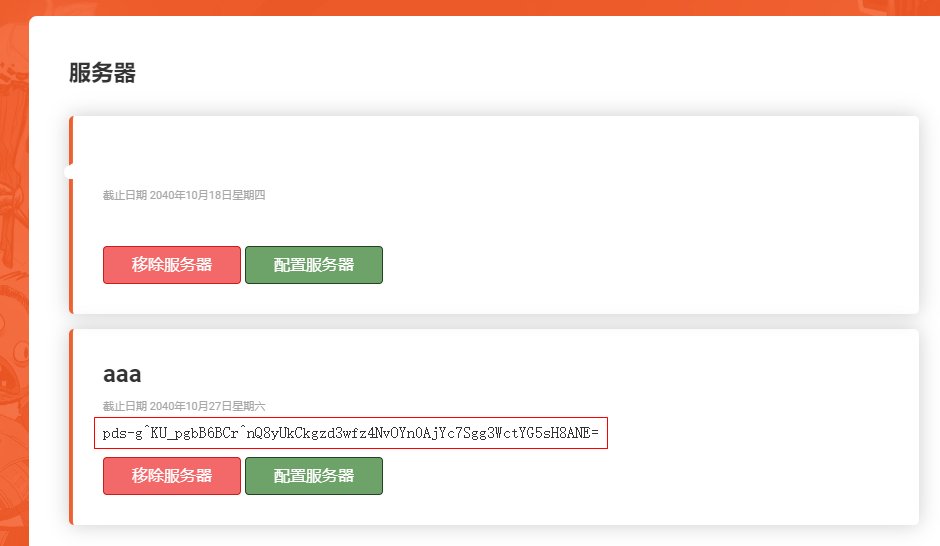 服务器
截止日期 2040年10月18日星期四
移除服务器
配置服务器
aaa
截止日期 2040年10月27日星期六
pds-g^KU_pgbB6BCr^nQ8yUkCkgzd3wfz4NvOYn0AjYc7Sgg3WctYG5sH8ANE=
移除服务器
配置服务器